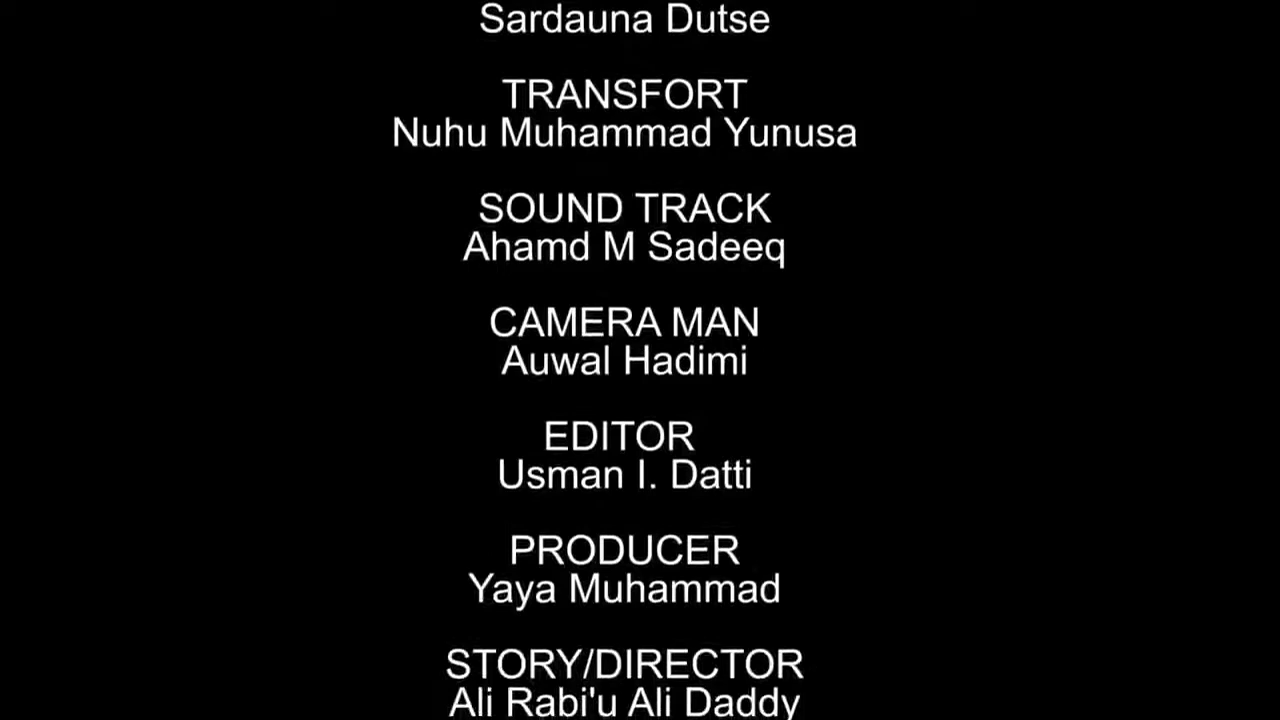 Sardauna Dutse
TRANSFORT
Nuhu Muhammad Yunusa
SOUND TRACK
Ahamd M Sadeeq
CAMERA MAN
Auwal Hadimi
EDITOR
Usman I. Datti
PRODUCER
Yaya Muhammad
STORY/DIRECTOR
Ali Rabi'u Ali Daddy